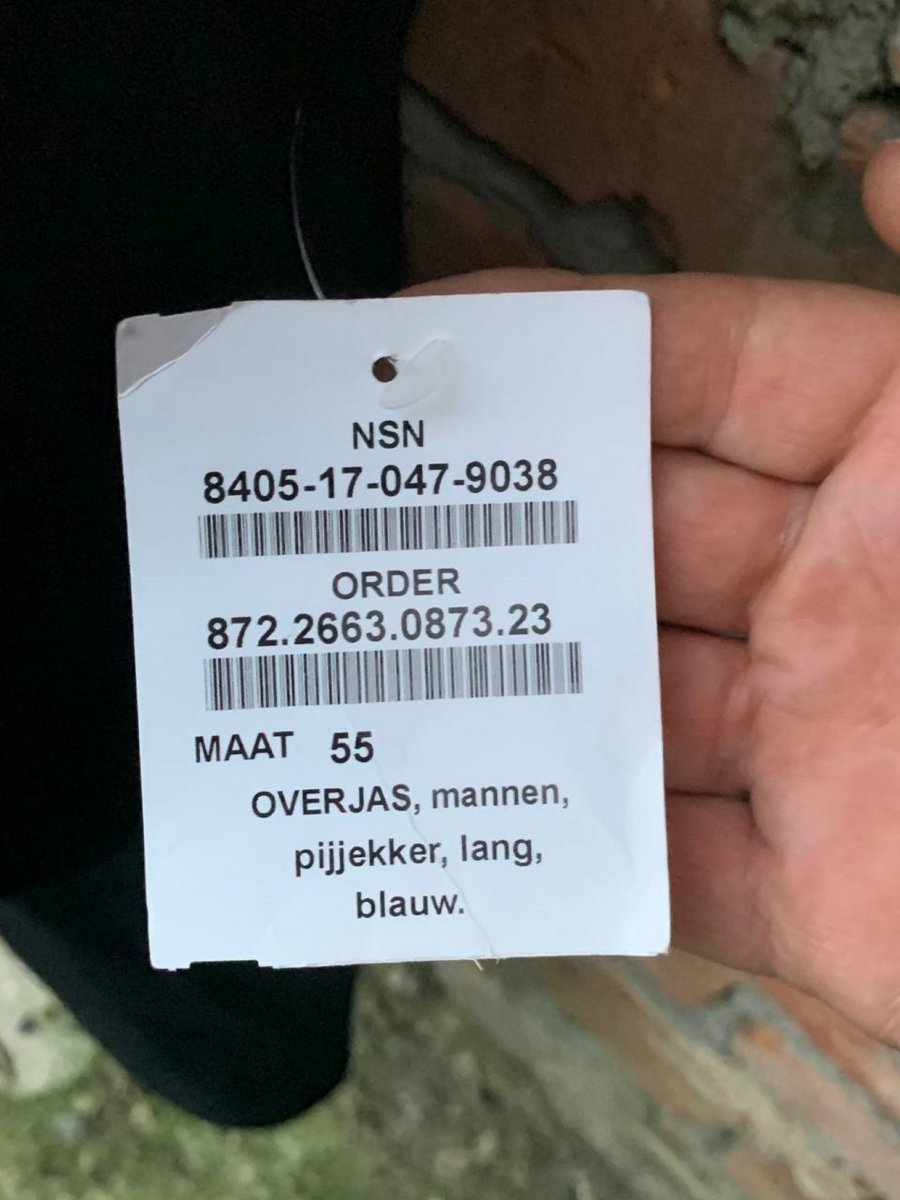 NSN
8405-17-047-9038
ORDER
872.2663.0873.23
MAAT 55
OVERJAS, mannen,
pijjekker, lang,
blauw.